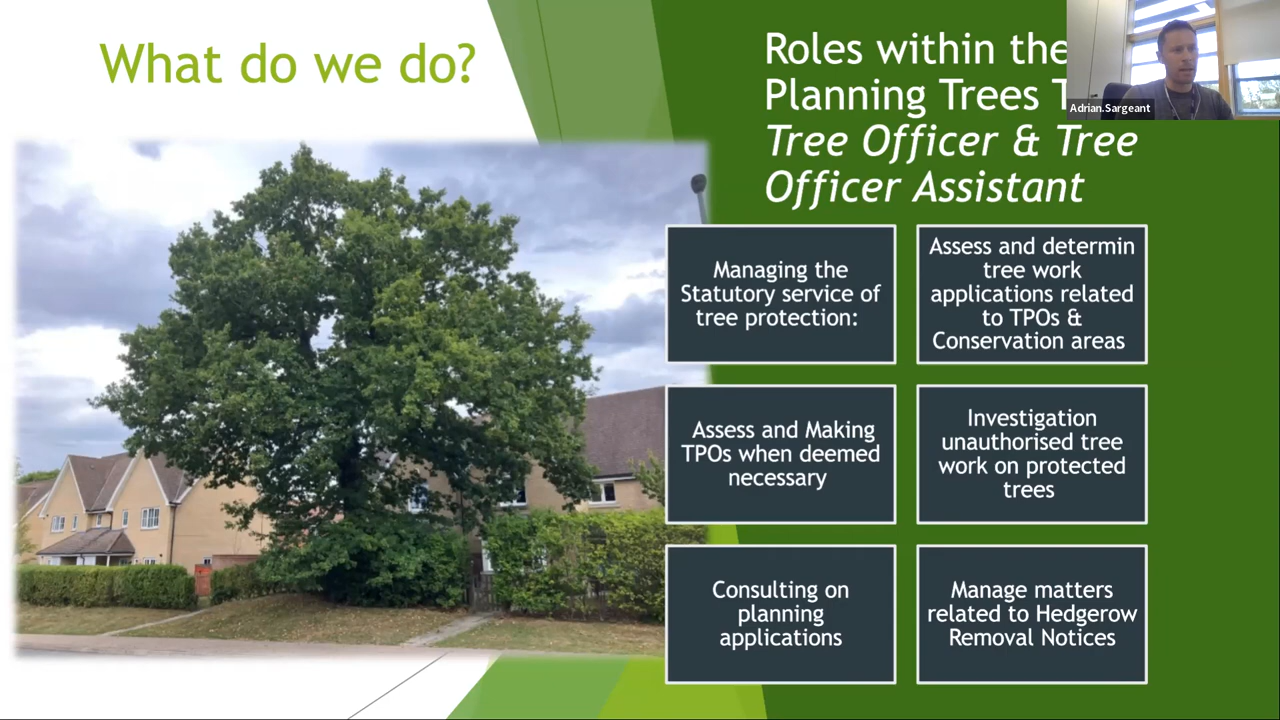 What do we do?
Roles within the
Planning Trees
Tree Officer & Tree
Officer Assistant
Adrian.Sargeant
Managing the
Statutory service of
tree protection:
Assess and determin
tree work
applications related
to TPOs &
Conservation areas
Assess and Making
TPOs when deemed
necessary
Investigation
unauthorised tree
work on protected
trees
Consulting on
planning
applications
Manage matters
related to Hedgerow
Removal Notices